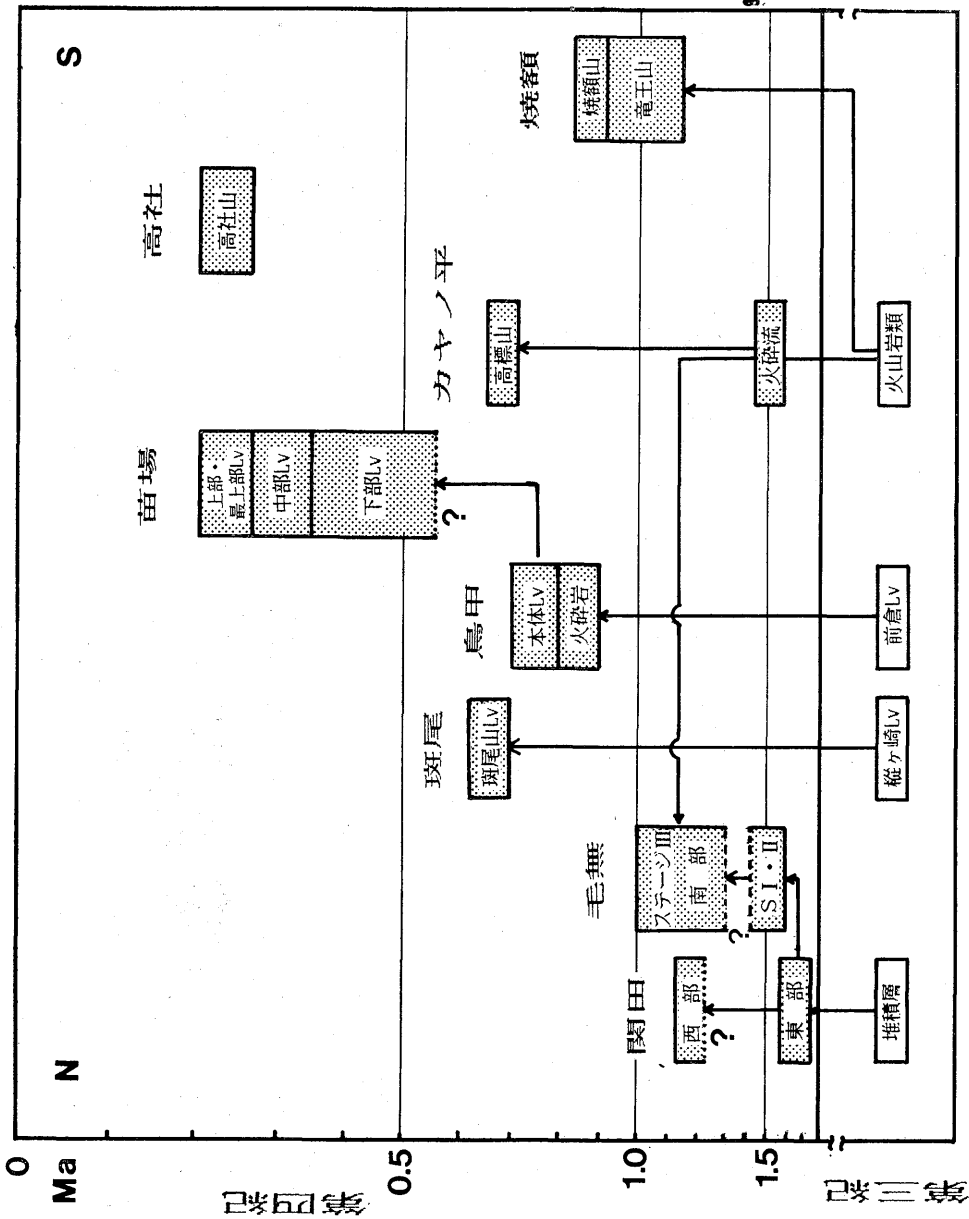 N
S
0
Ma
0.5
1.0
1.5
第四紀
第三紀
関田
西部
?
東部
堆積層
毛無
ステージⅢ
南部
?
SⅠ・Ⅱ
斑尾
斑尾山Lv
樅ヶ崎Lv
鳥甲
本体Lv
火砕岩
前倉Lv
苗場
上部・
最上部Lv
中部Lv
下部Lv
?
カヤノ平
高標山
火砕流
火山岩類
高社
高社山
焼額
焼額山
竜王山